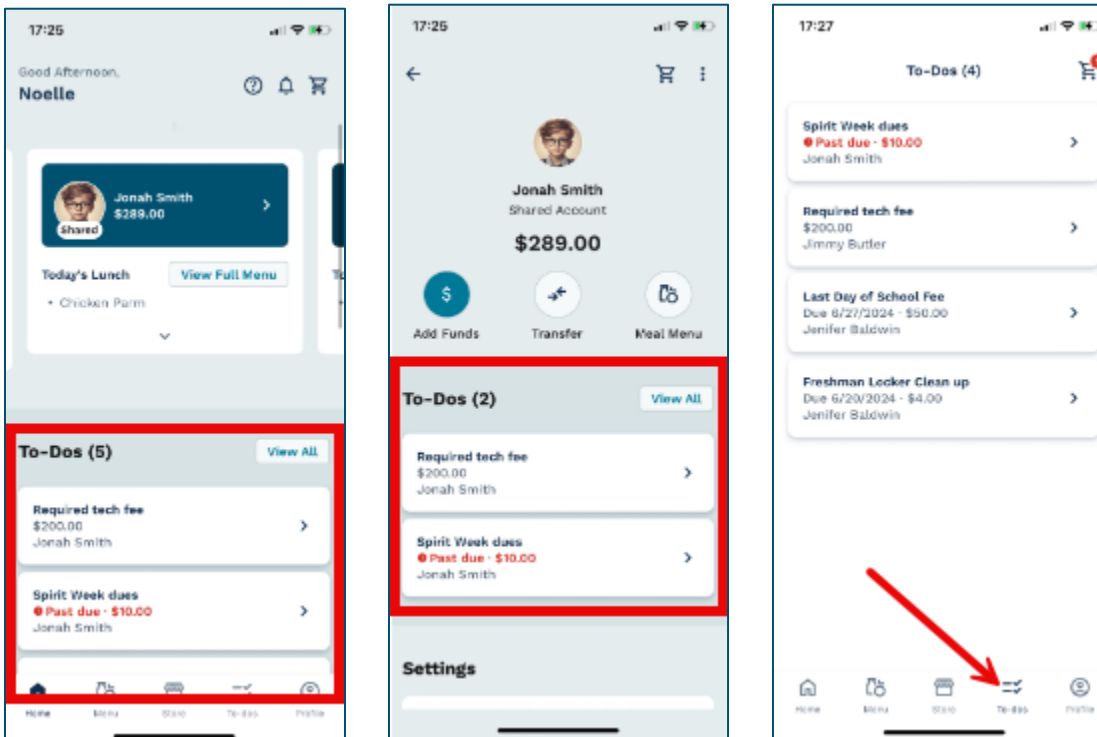 17:25
Good Afternoon,
Noelle
Jonah Smith
$289.00
Shared
Today's Lunch
View Full Menu
• Chicken Parm
To-Dos (5)
View All
Required tech fee
$200.00
Jonah Smith
Spirit Week dues
Past due · $10.00
Jonah Smith
Home
Menu
Store
To-dos
Profile
17:25
Jonah Smith
Shared Account
$289.00
$
Add Funds
Transfer
Meal Menu
To-Dos (2)
View All
Required tech fee
$200.00
Jonah Smith
Spirit Week dues
Past due · $10.00
Jonah Smith
Settings
17:27
To-Dos (4)
Spirit Week dues
Past due · $10.00
Jonah Smith
Required tech fee
$200.00
Jimmy Butler
Last Day of School Fee
Due 6/27/2024 · $50.00
Jenifer Baldwin
Freshman Locker Clean up
Due 6/20/2024 · $4.00
Jenifer Baldwin
Home
Menu
Store
To-dos
Profile